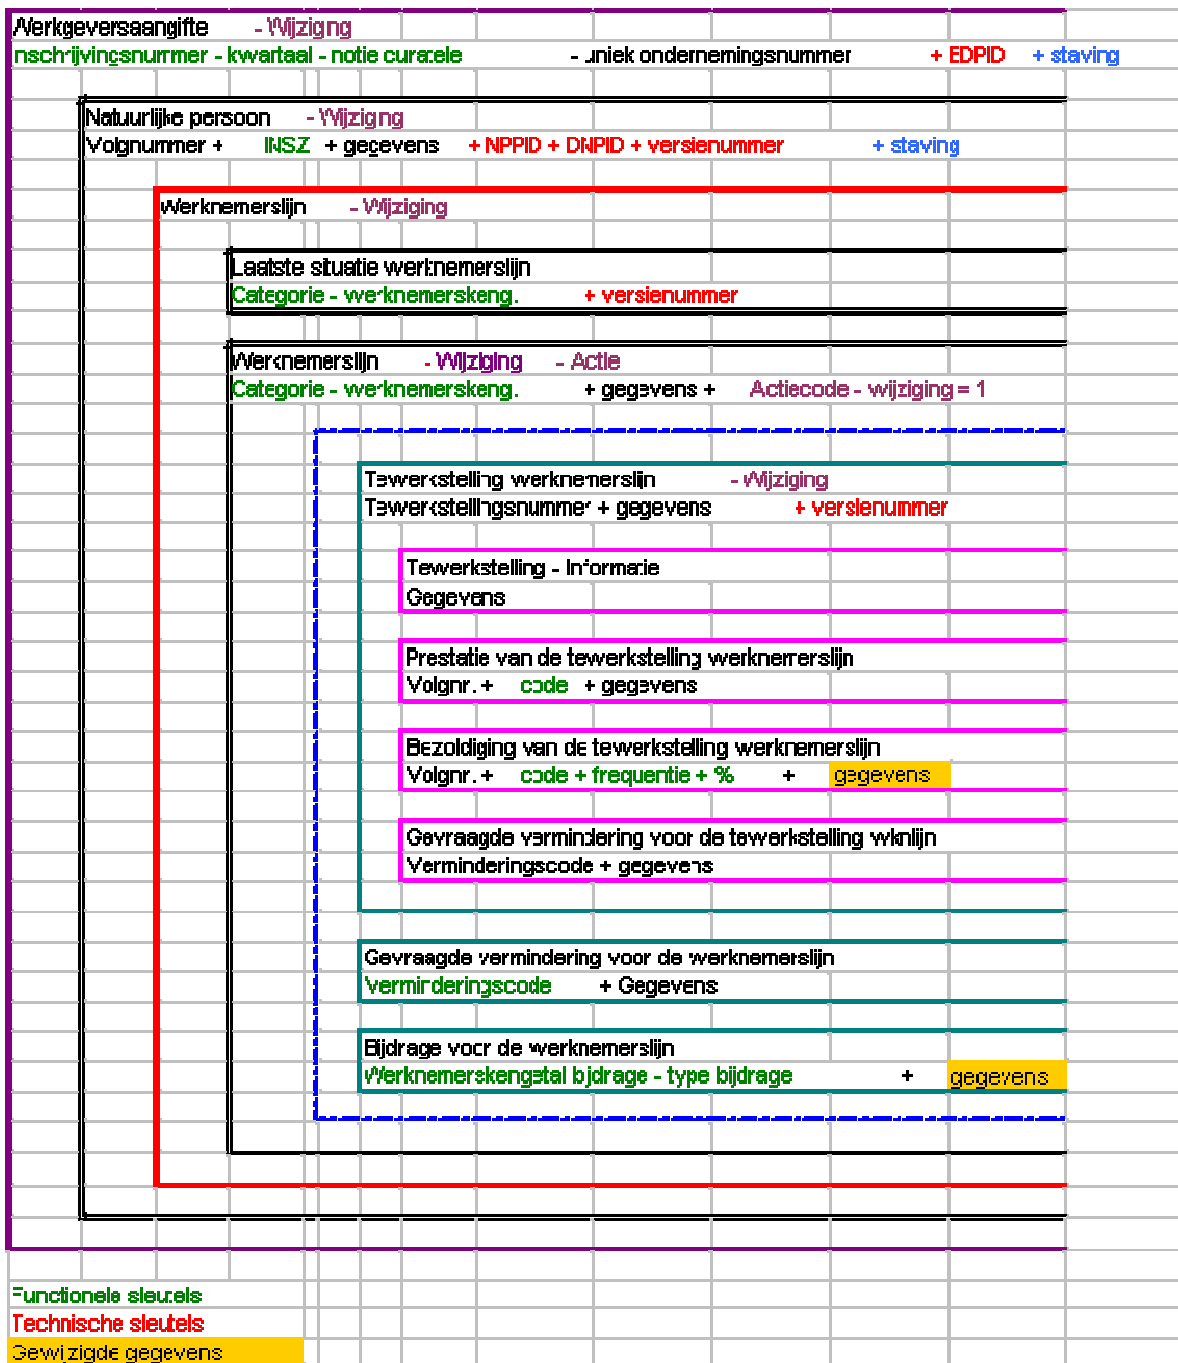 Werkgeversaangifte - Wijziging
Inschrijvingsnummer - kwartaal - notie curatele - uniek ondernemingsnummer + EDPID + staving
Natuurlijke persoon - Wijziging
Volgnummer + INSZ + gegevens + NPPID + DNPID + versienummer + staving
Werknemerslijn - Wijziging
Laatste situatie werknemerslijn
Categorie - werknemerskeng. + versienummer
Werknemerslijn - Wijziging - Actie
Categorie - werknemerskeng. + gegevens + Actiecode - wijziging = 1
Tewerkstelling werknemerslijn - Wijziging
Tewerkstellingsnummer + gegevens + versienummer
Tewerkstelling - Informatie
Gegevens
Prestatie van de tewerkstelling werknemerslijn
Volgnr. + code + gegevens
Bezoldiging van de tewerkstelling werknemerslijn
Volgnr. + code + frequentie + % + gegevens
Gevraagde vermindering voor de tewerkstelling wknlijn
Verminderingscode + gegevens
Gevraagde vermindering voor de werknemerslijn
Verminderingscode + Gegevens
Bijdrage voor de werknemerslijn
Werknemerskengetal bijdrage - type bijdrage + gegevens
Functionele sleutels
Technische sleutels
Gewijzigde gegevens